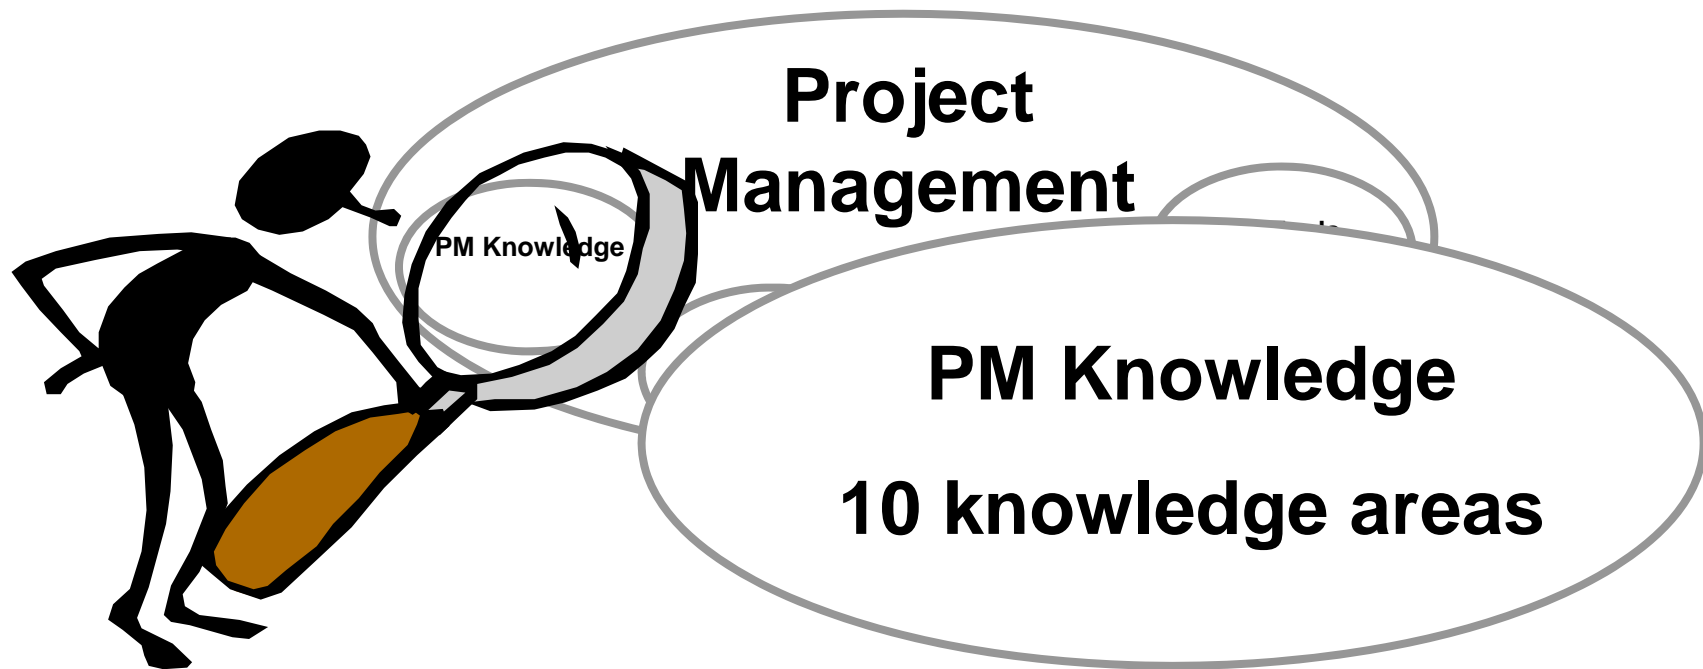 Project
Management
PM Knowledge
PM Knowledge
10 knowledge areas